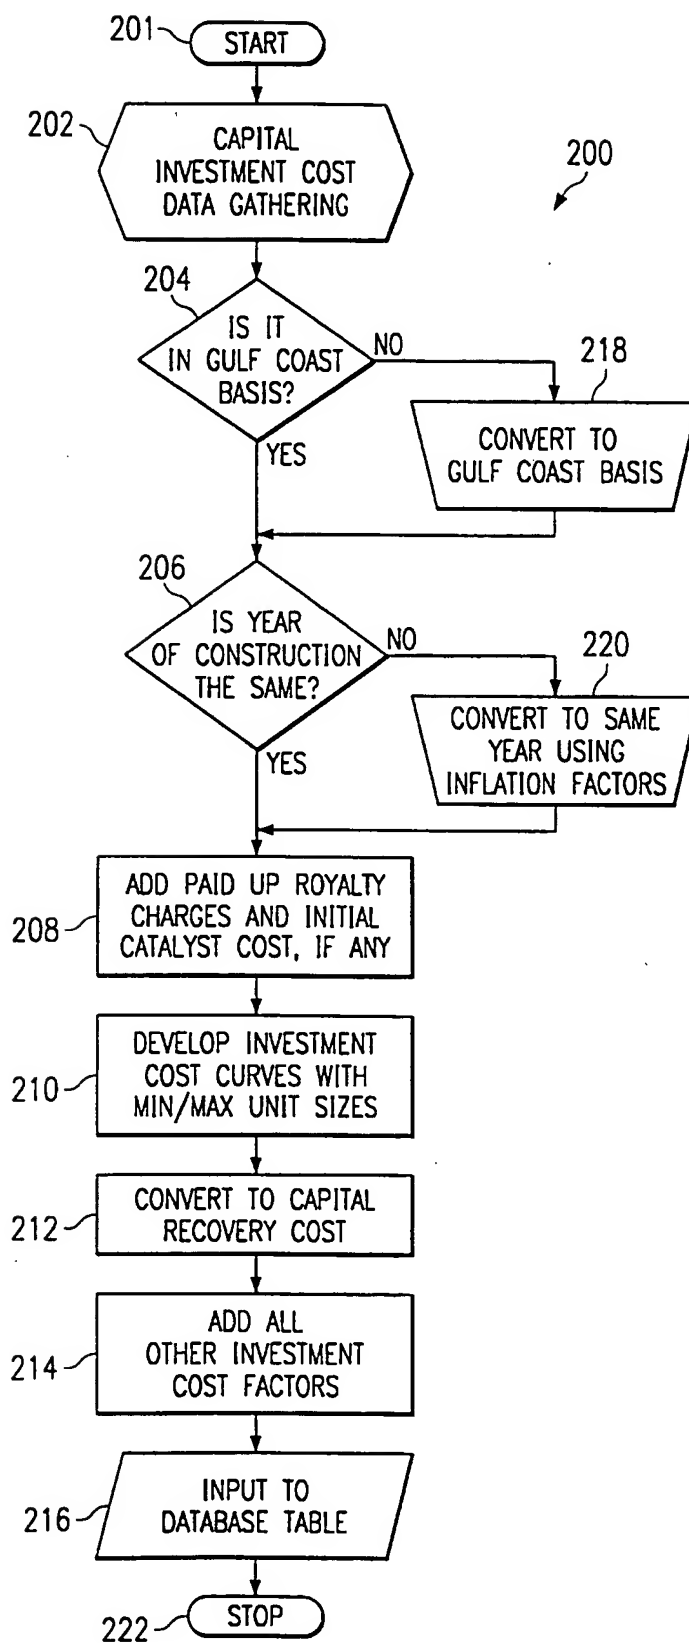 201
START
202
CAPITAL
INVESTMENT COST
DATA GATHERING
200
204
IS IT
IN GULF COAST
BASIS?
NO
218
CONVERT TO
GULF COAST BASIS
YES
206
IS YEAR
OF CONSTRUCTION
THE SAME?
NO
220
CONVERT TO SAME
YEAR USING
INFLATION FACTORS
YES
208
ADD PAID UP ROYALTY
CHARGES AND INITIAL
CATALYST COST, IF ANY
210
DEVELOP INVESTMENT
COST CURVES WITH
MIN/MAX UNIT SIZES
212
CONVERT TO CAPITAL
RECOVERY COST
214
ADD ALL
OTHER INVESTMENT
COST FACTORS
216
INPUT TO
DATABASE TABLE
222
STOP